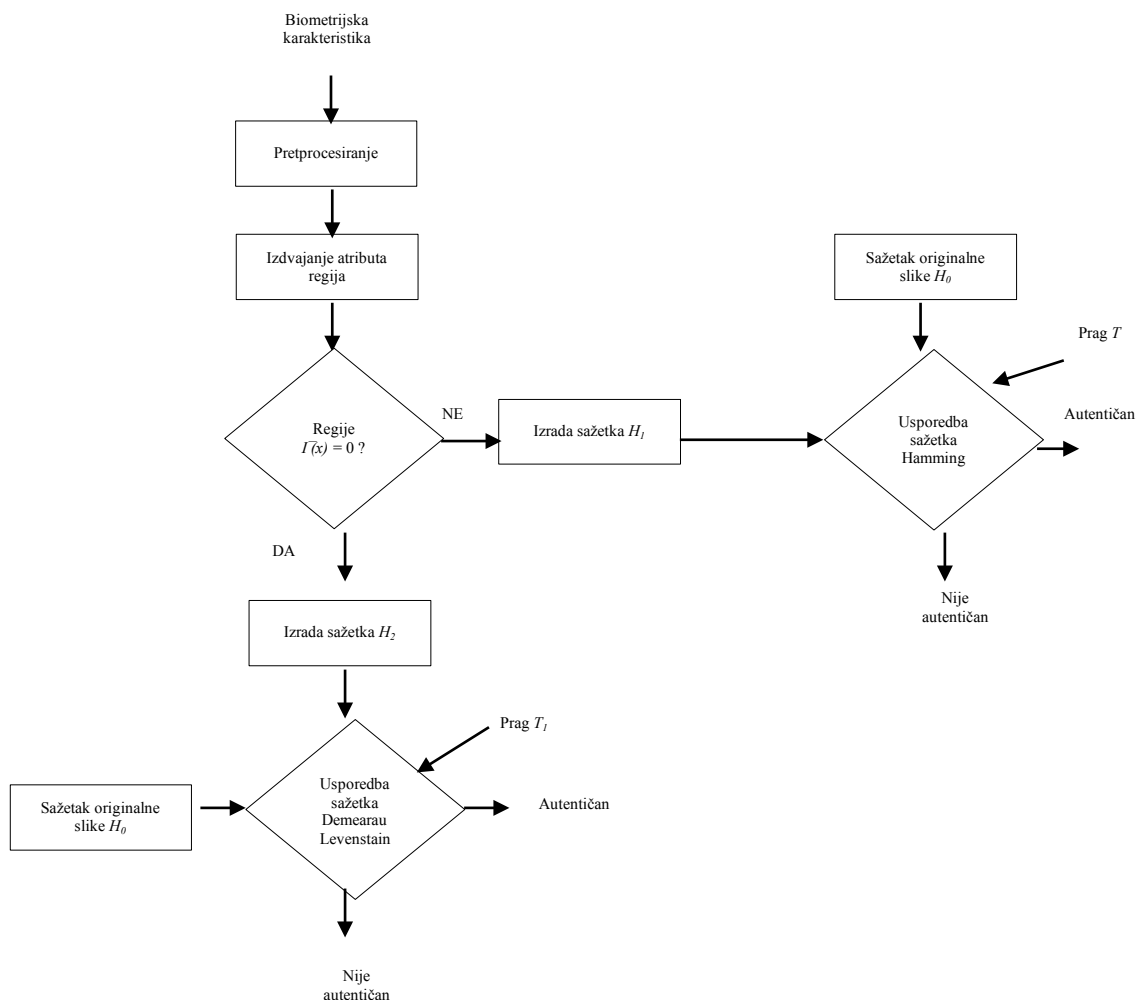 Biometrijska
karakteristika
Pretprocesiranje
Izdvajanje atributa
regija
Sažetak originalne
slike H₀
Prag T
Regije
I̅(x) = 0 ?
NE
Izrada sažetka H₁
Usporedba
sažetka
Hamming
Autentičan
DA
Nije
autentičan
Izrada sažetka H₂
Prag T₁
Usporedba
sažetka
Demearau
Levenstain
Sažetak originalne
slike H₀
Autentičan
Nije
autentičan